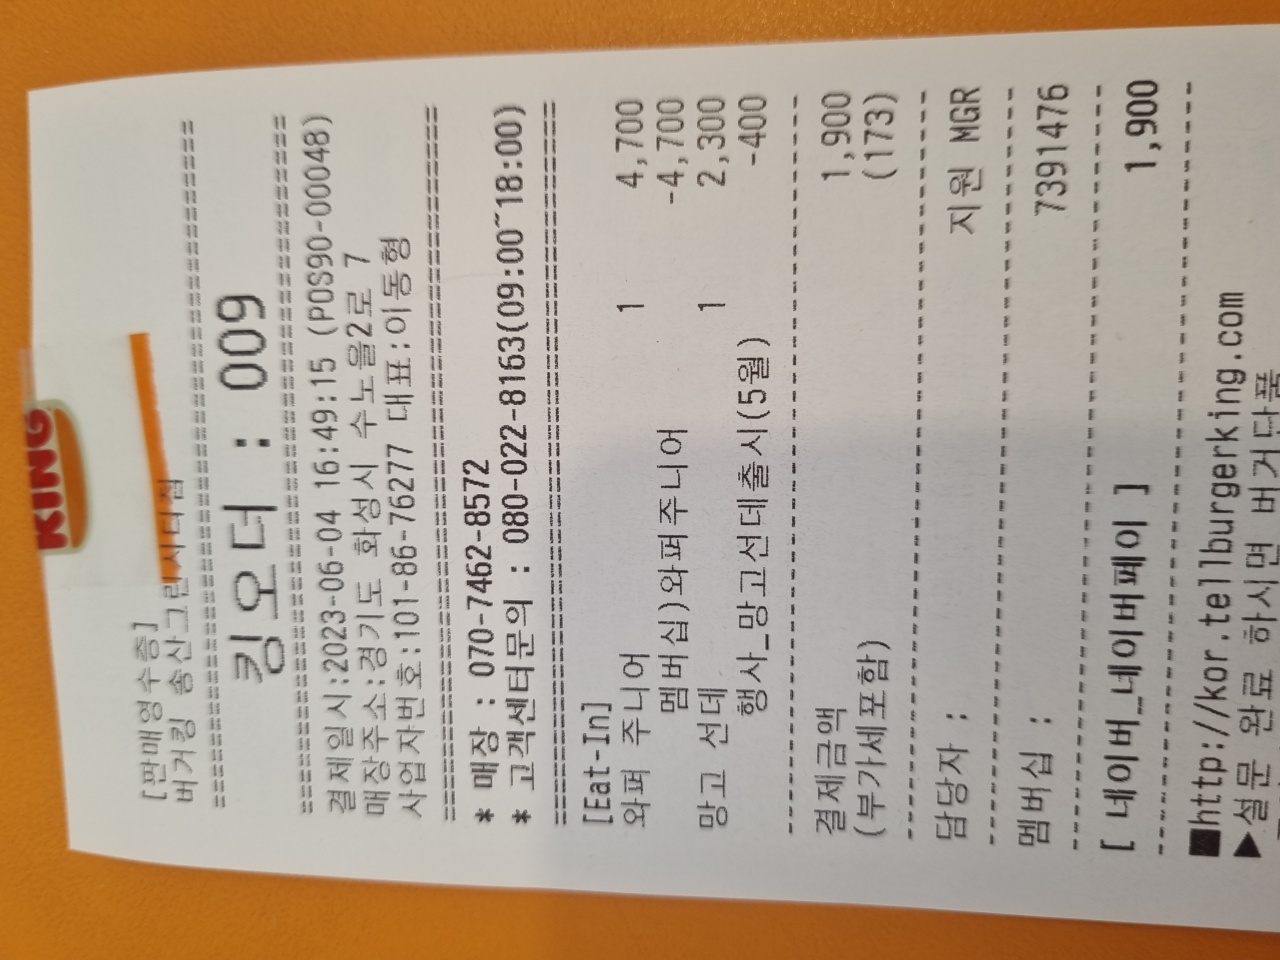 KING
[판매영수증]
버거킹 송산그린시티점
킹오더 : 009
결제일시:2023-06-04 16:49:15 (POS90-00048)
매장주소:경기도 화성시 수노을2로 7
사업자번호:101-86-76277 대표:이동형
* 매장 : 070-7462-8572
* 고객센터문의 : 080-022-8163(09:00~18:00)
[Eat-In]
와퍼 주니어 1 4,700
멤버십)와퍼주니어 -4,700
망고 선데 1 2,300
행사_망고선데출시(5월) -400
결제금액 1,900
(부가세포함) (173)
담당자 : 지원 MGR
멤버십 : 7391476
[ 네이버_네이버페이 ] 1,900
■http://kor.tellburgerking.com
▶설문 완료 하시면 버거단품